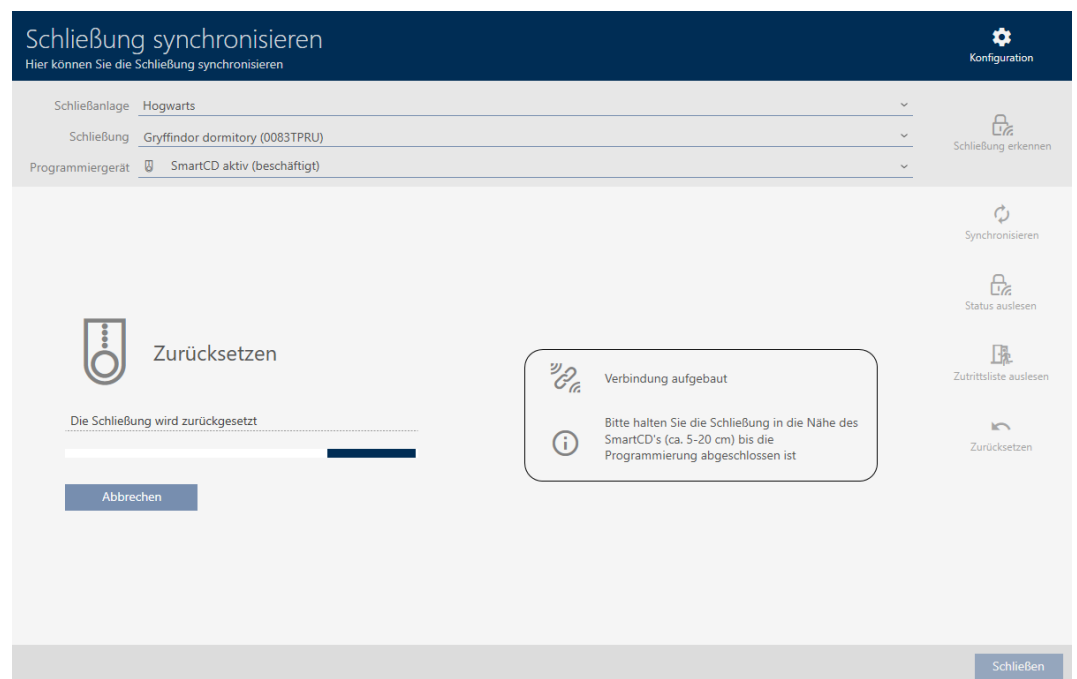 Schließung synchronisieren
Hier können Sie die Schließung synchronisieren
Konfiguration
Schließanlage Hogwarts
Schließung Gryffindor dormitory (0083TPRU)
Programmiergerät SmartCD aktiv (beschäftigt)
Schließung erkennen
Synchronisieren
Status auslesen
Zutrittsliste auslesen
Zurücksetzen
Zurücksetzen
Die Schließung wird zurückgesetzt
Abbrechen
Verbindung aufgebaut
Bitte halten Sie die Schließung in die Nähe des
SmartCD's (ca. 5-20 cm) bis die
Programmierung abgeschlossen ist
Schließen